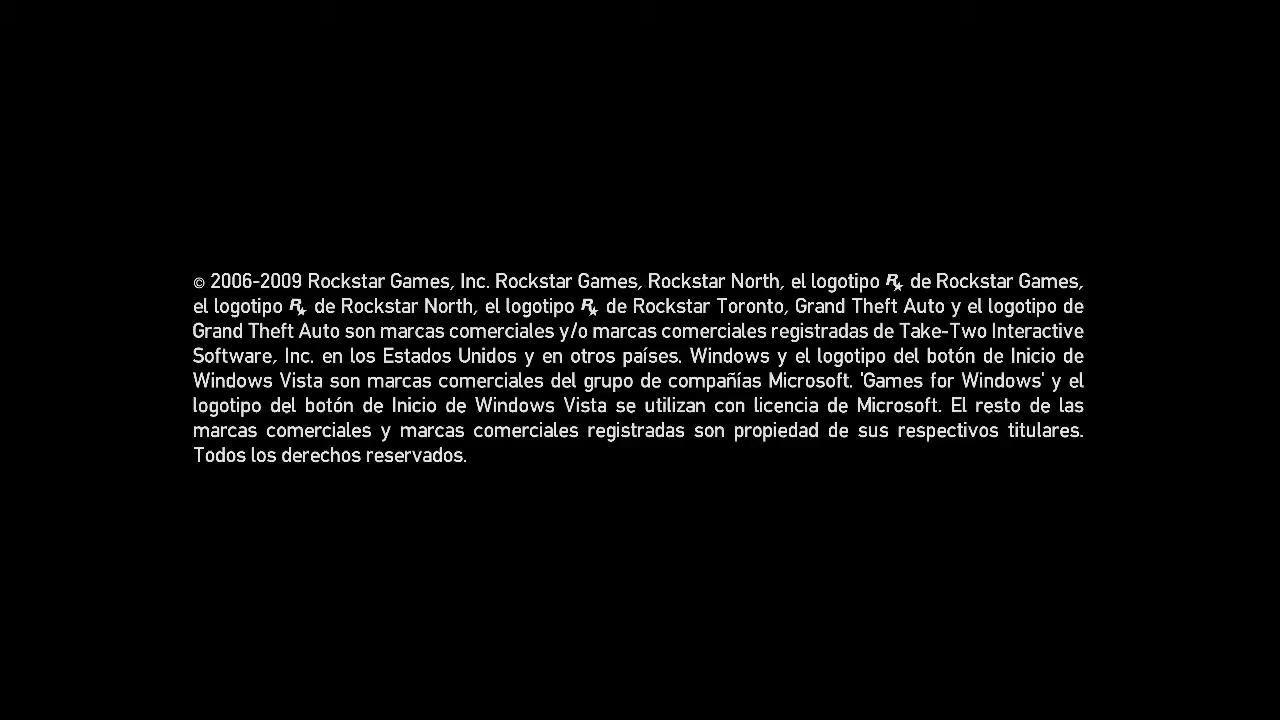 © 2006-2009 Rockstar Games, Inc. Rockstar Games, Rockstar North, el logotipo R★ de Rockstar Games,
el logotipo R★ de Rockstar North, el logotipo R★ de Rockstar Toronto, Grand Theft Auto y el logotipo de
Grand Theft Auto son marcas comerciales y/o marcas comerciales registradas de Take-Two Interactive
Software, Inc. en los Estados Unidos y en otros países. Windows y el logotipo del botón de Inicio de
Windows Vista son marcas comerciales del grupo de compañías Microsoft. 'Games for Windows' y el
logotipo del botón de Inicio de Windows Vista se utilizan con licencia de Microsoft. El resto de las
marcas comerciales y marcas comerciales registradas son propiedad de sus respectivos titulares.
Todos los derechos reservados.